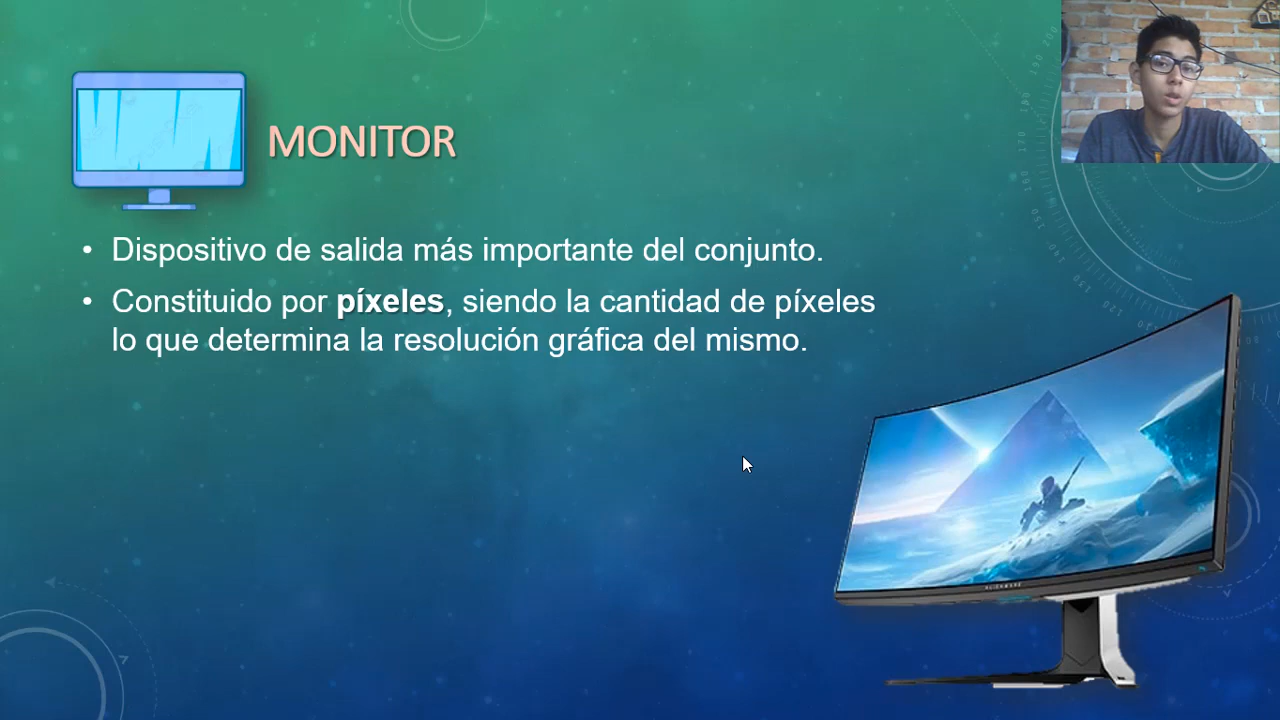 MONITOR
• Dispositivo de salida más importante del conjunto.
• Constituido por píxeles, siendo la cantidad de píxeles
lo que determina la resolución gráfica del mismo.
ALIENWARE